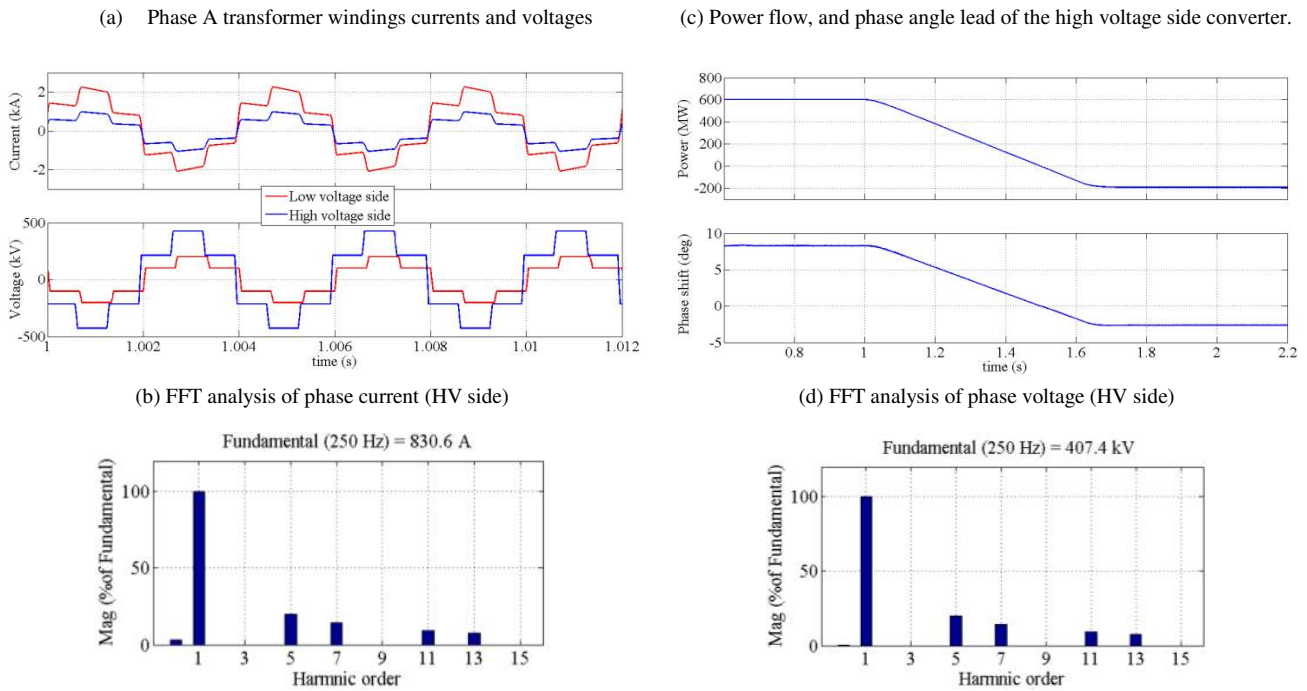 (a) Phase A transformer windings currents and voltages
Current (kA)
2
0
-2
Low voltage side
High voltage side
Voltage (kV)
500
0
-500
1
1.002
1.004
1.006
1.008
1.01
1.012
time (s)
(c) Power flow, and phase angle lead of the high voltage side converter.
Power (MW)
800
600
400
200
0
-200
Phase shift (deg)
10
5
0
-5
0.8
1
1.2
1.4
1.6
1.8
2
2.2
time (s)
(b) FFT analysis of phase current (HV side)
Fundamental (250 Hz) = 830.6 A
Mag (%of Fundamental)
100
50
0
1
3
5
7
9
11
13
15
Harmnic order
(d) FFT analysis of phase voltage (HV side)
Fundamental (250 Hz) = 407.4 kV
Mag (%of Fundamental)
100
50
0
1
3
5
7
9
11
13
15
Harmnic order